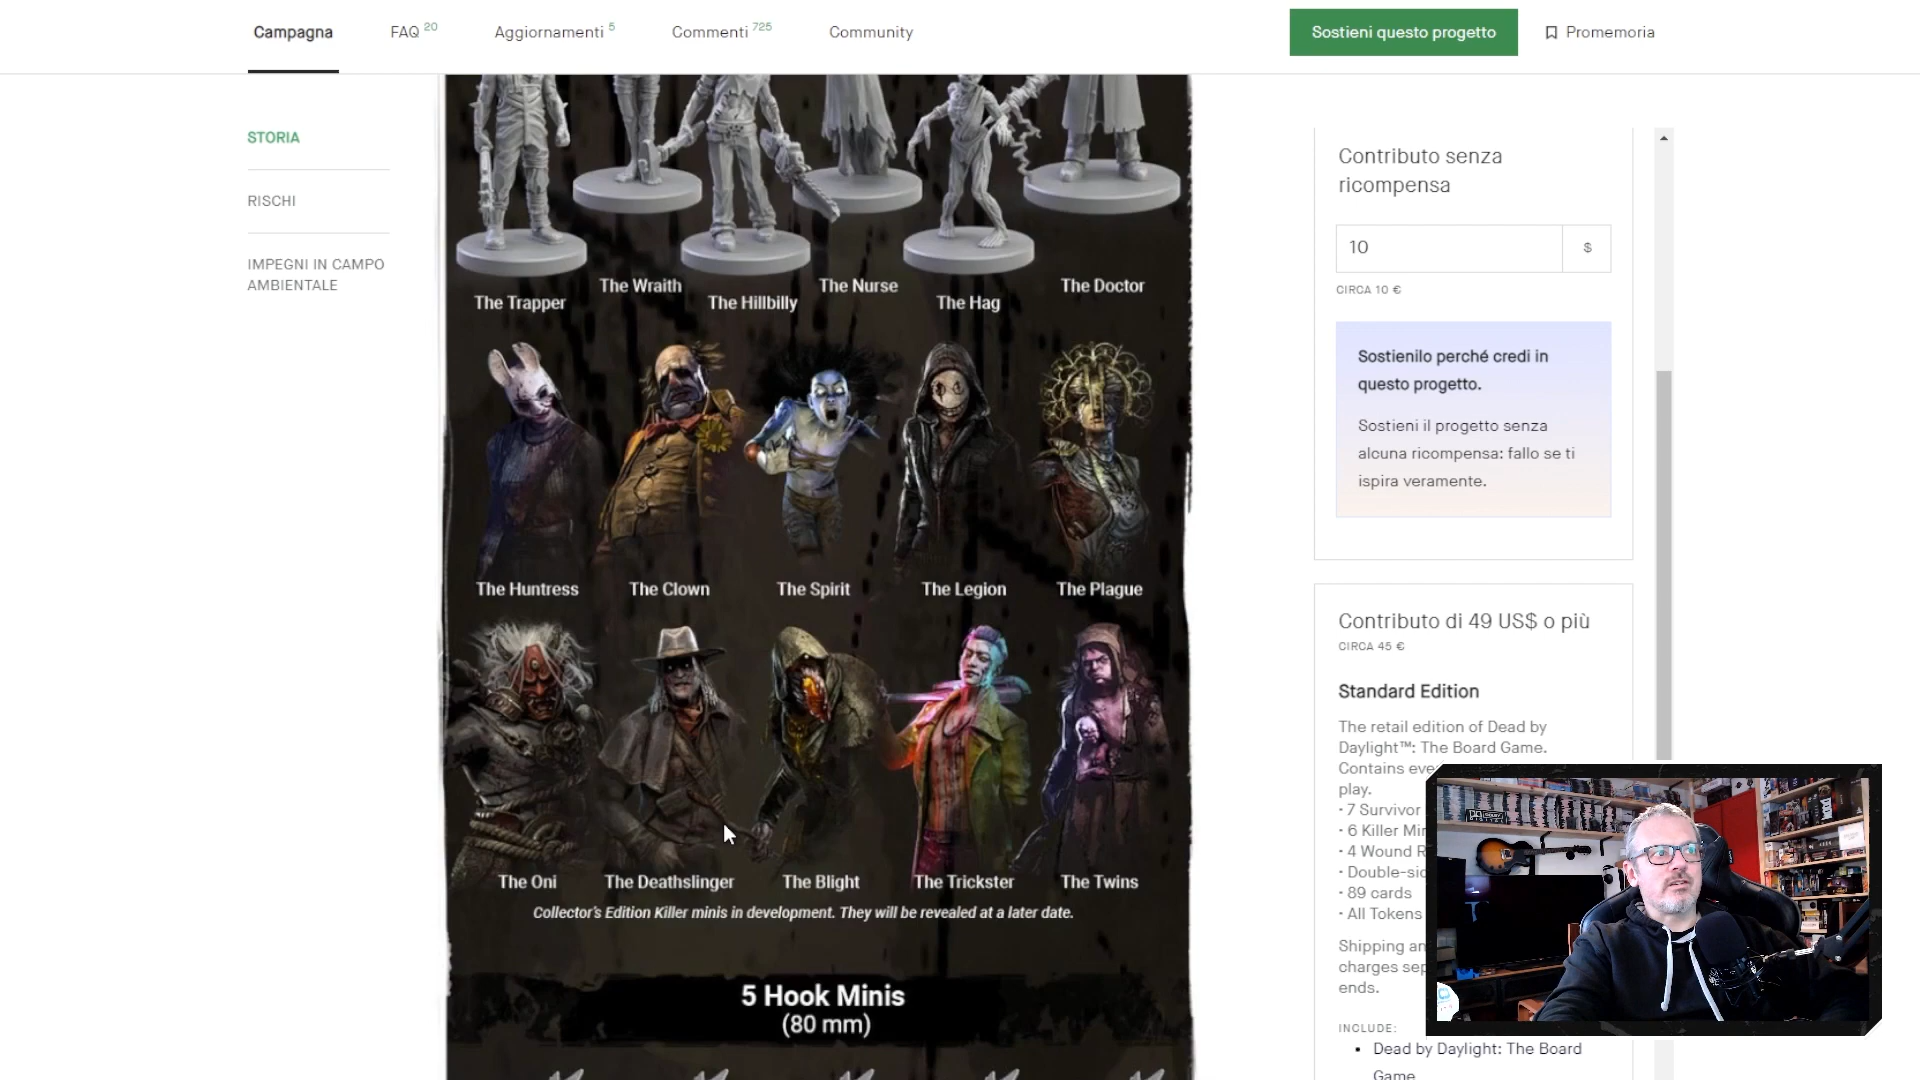 Campagna
FAQ 20
Aggiornamenti 5
Commenti 725
Community
Sostieni questo progetto
Promemoria
STORIA
RISCHI
IMPEGNI IN CAMPO
AMBIENTALE
The Trapper
The Wraith
The Hillbilly
The Nurse
The Hag
The Doctor
The Huntress
The Clown
The Spirit
The Legion
The Plague
The Oni
The Deathslinger
The Blight
The Trickster
The Twins
Collector's Edition Killer minis in development. They will be revealed at a later date.
5 Hook Minis
(80 mm)
Contributo senza
ricompensa
10 $
CIRCA 10 €
Sostienilo perché credi in
questo progetto.
Sostieni il progetto senza
alcuna ricompensa: fallo se ti
ispira veramente.
Contributo di 49 US$ o più
CIRCA 45 €
Standard Edition
The retail edition of Dead by
Daylight™: The Board Game.
Contains
play.
• 7 Survivor
• 6 Killer
• 4 Wound
• 89 cards
• All Tokens
Shipping
charges
ends.
INCLUDE:
• Dead by Daylight: The Board
Game